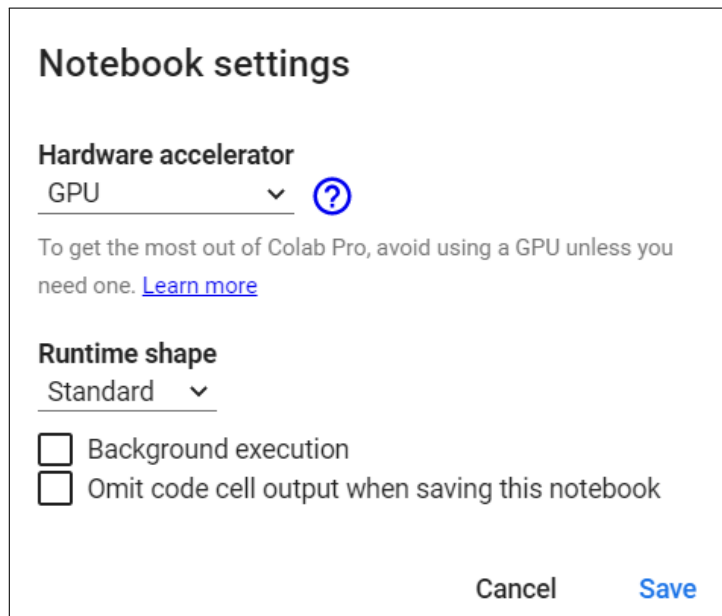 Notebook settings
Hardware accelerator
GPU
To get the most out of Colab Pro, avoid using a GPU unless you
need one. Learn more
Runtime shape
Standard
Background execution
Omit code cell output when saving this notebook
Cancel Save